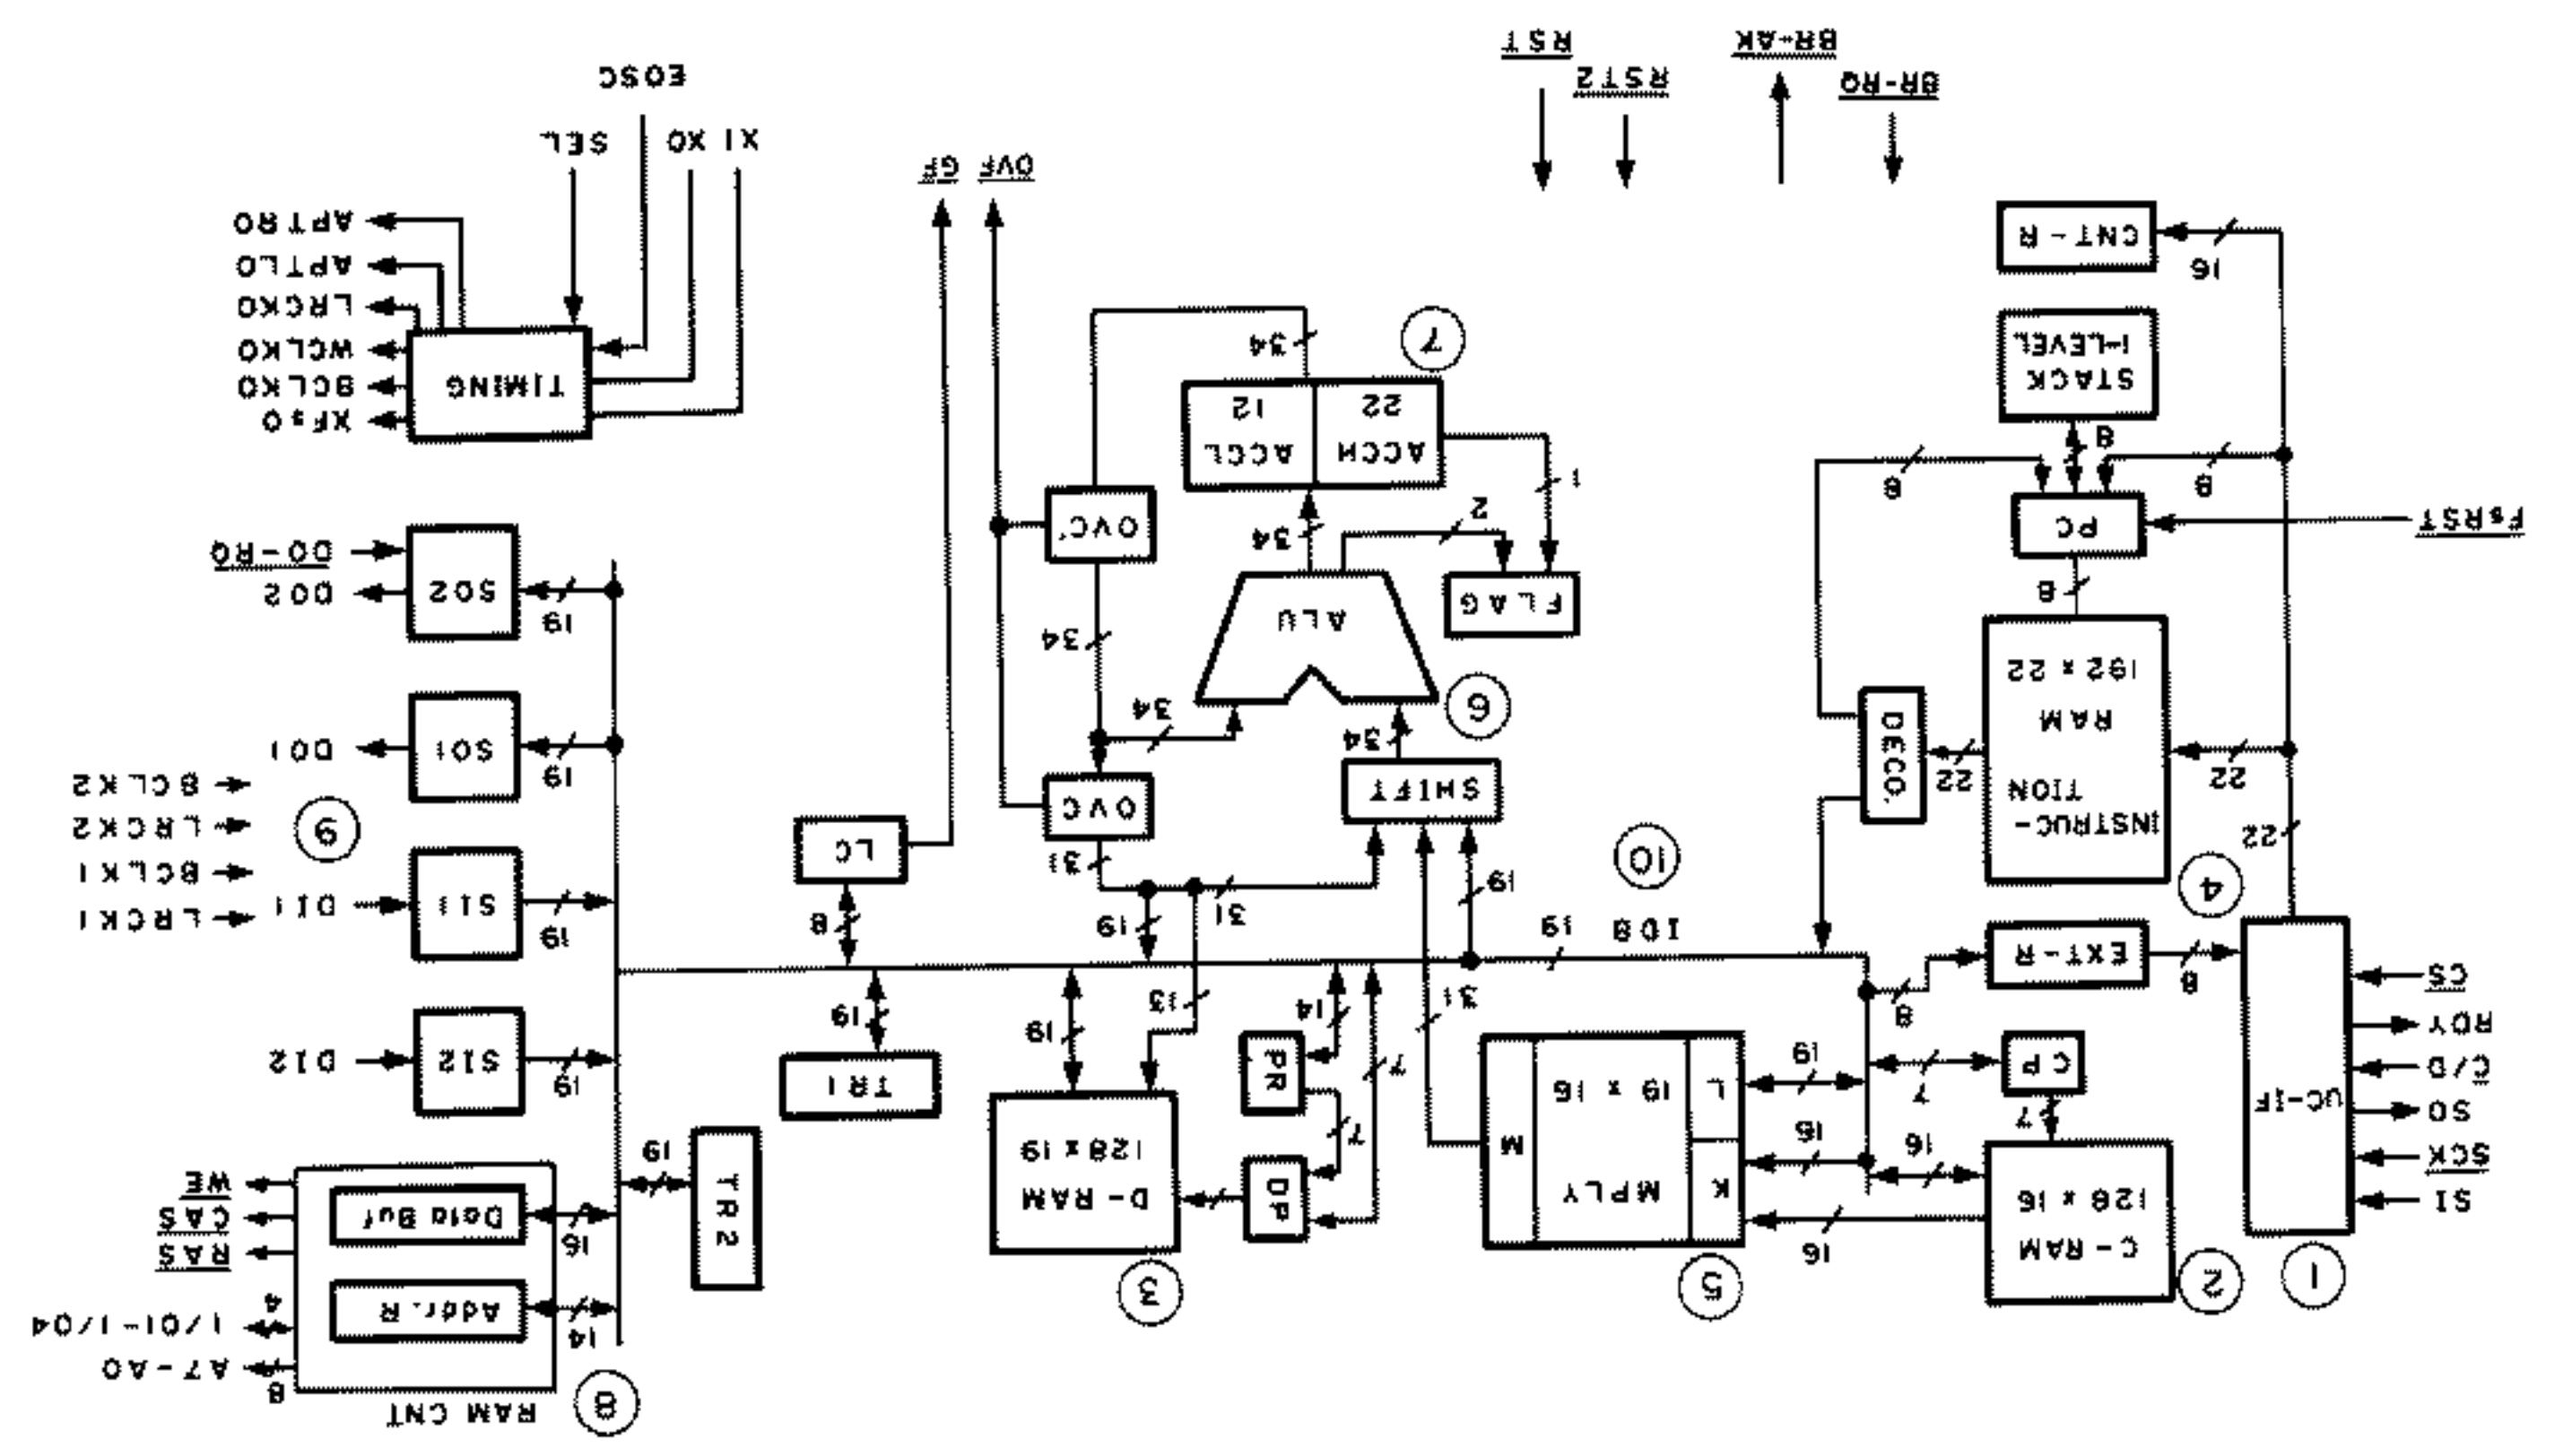 1
SI
SCK
SO
C/D
RDY
CS
UC-IF
2
C-RAM
128 x 16
16
7
CP
7
16
16
19
8
EXT-R
8
22
4
INSTRUC-
TION
RAM
192 x 22
22
22
DECO.
8
PC
FsRST
8
8
8
STACK
1-LEVEL
16
CNT-R
5
K
L
MPLY
19 x 16
M
31
10
IDB
19
19
SHIFT
34
6
ALU
34
2
FLAG
1
ACCH
22
ACCL
12
7
34
3
D-RAM
128 x 19
DP
PR
7
7
14
13
19
19
31
31
OVC
34
34
OVC'
OVF
GF
TR1
19
8
LC
TR2
19
8
RAM CNT
8
A7-A0
4
I/O1-I/O4
RAS
CAS
WE
Addr. R
14
Data Buf
16
DI2
SI2
19
9
LRCK1
BCLK1
LRCK2
BCLK2
DI1
SI1
19
DO1
SO1
19
DO2
DO-RQ
SO2
19
TIMING
XFsO
BCLKO
WCLKO
LRCKO
APTLO
APTRO
XI XO
SEL
EOSC
BR-RQ
BR-AK
RST2
RST